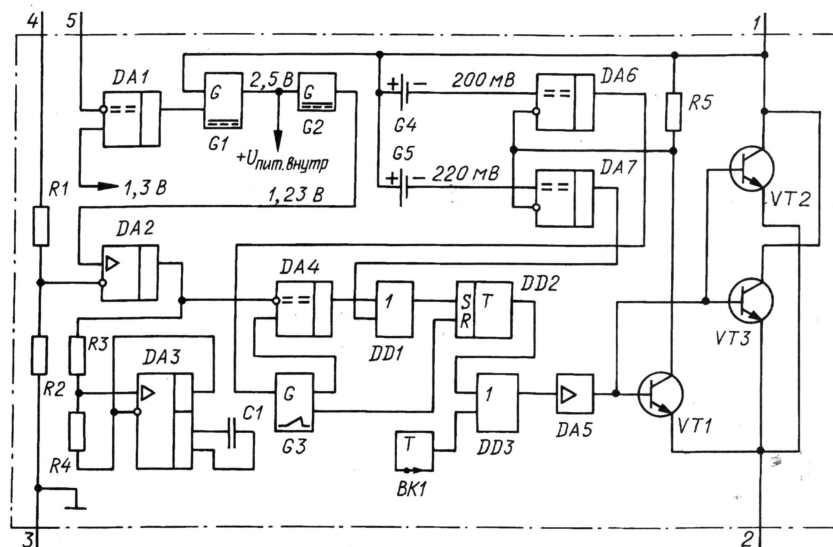 4 5 1
DA1 2,5 В 200 мВ DA6
== G G == R5
G1 G2 G4
+Uпит.внутр G5 DA7
1,3 В 220 мВ ==
R1 1,23 В VT2
DA2
DA4 DD2
== 1 S T
R
R3 DD1 VT3
DA3
R2 C1 G 1
R4 G3 DD3 DA5 VT1
T
BK1
3 2